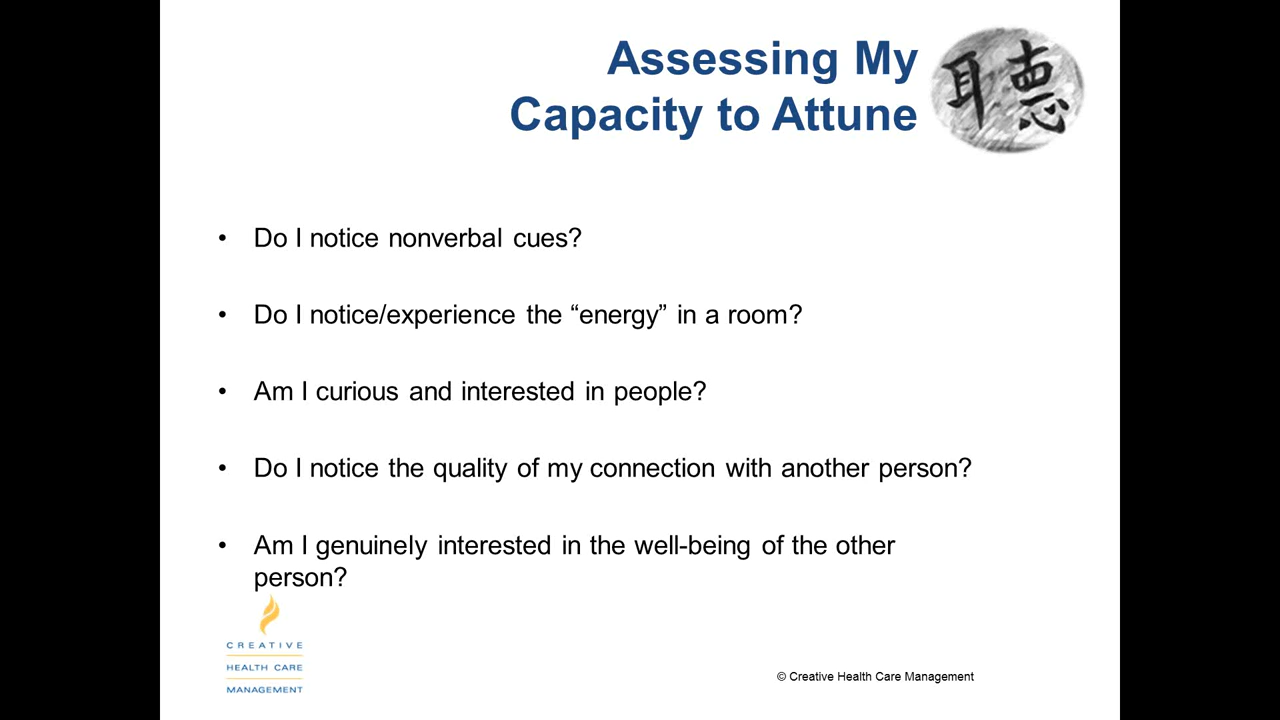 Assessing My
Capacity to Attune
聽
• Do I notice nonverbal cues?
• Do I notice/experience the “energy” in a room?
• Am I curious and interested in people?
• Do I notice the quality of my connection with another person?
• Am I genuinely interested in the well-being of the other
person?
CREATIVE
HEALTH CARE
MANAGEMENT
© Creative Health Care Management